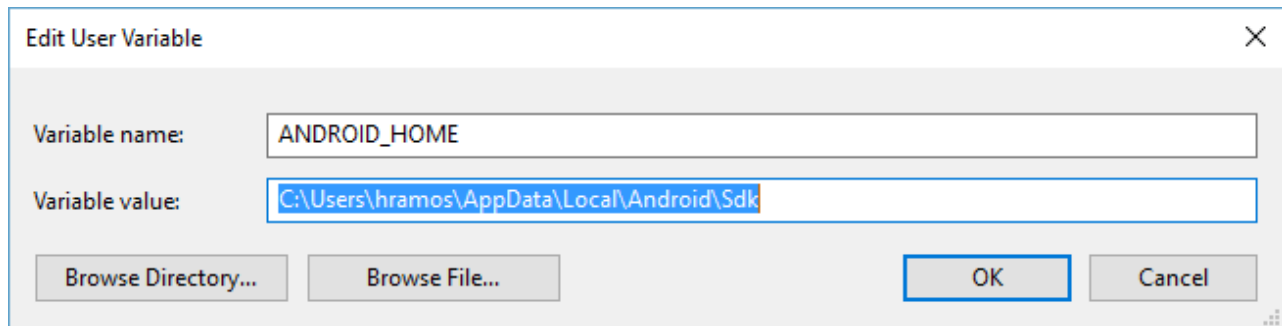 Edit User Variable
Variable name: ANDROID_HOME
Variable value: C:\Users\hramos\AppData\Local\Android\Sdk
Browse Directory... Browse File... OK Cancel